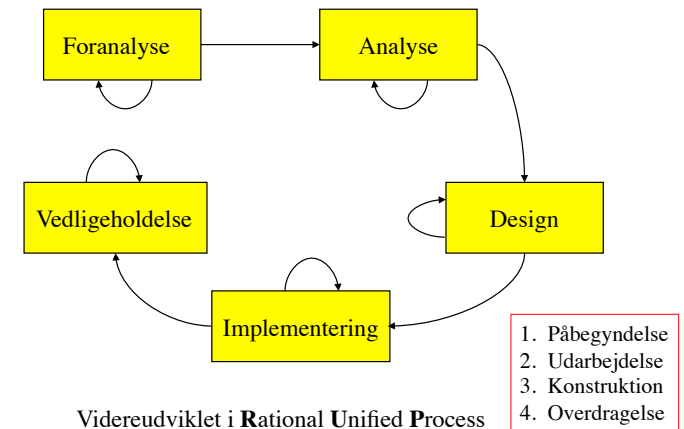 Foranalyse
Analyse
Vedligeholdelse
Design
Implementering
1. Påbegyndelse
2. Udarbejdelse
3. Konstruktion
4. Overdragelse
Videreudviklet i Rational Unified Process